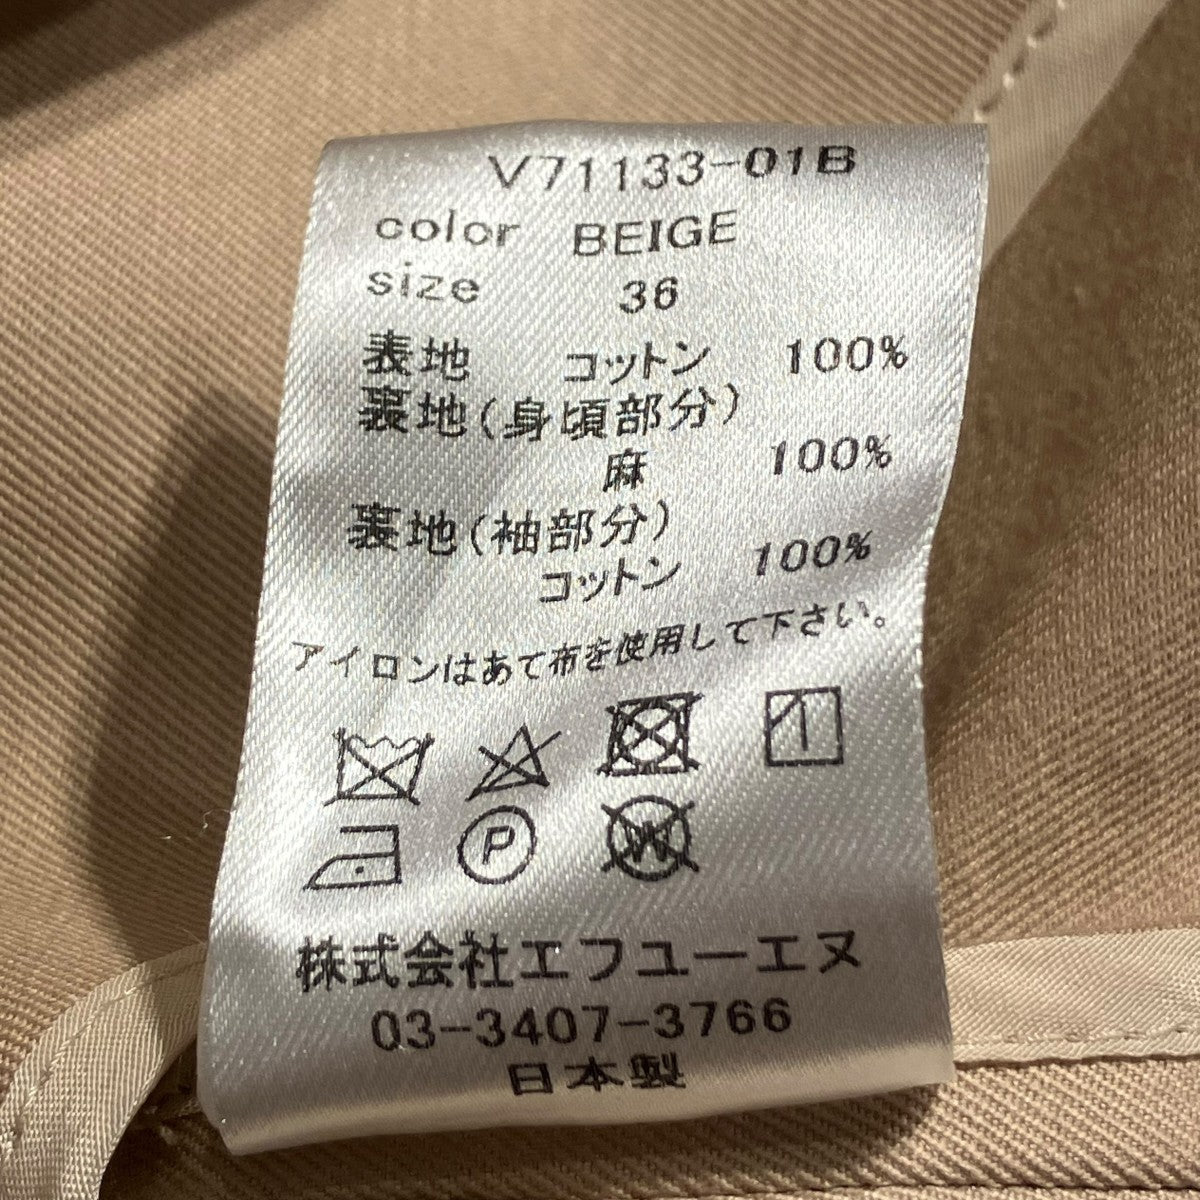 V71133-01B
color BEIGE
size 36
表地 コットン 100%
裏地(身頃部分)
麻 100%
裏地(袖部分)
コットン 100%
アイロンはあて布を使用して下さい。
P W
株式会社エフユーエヌ
03-3407-3766
日本製